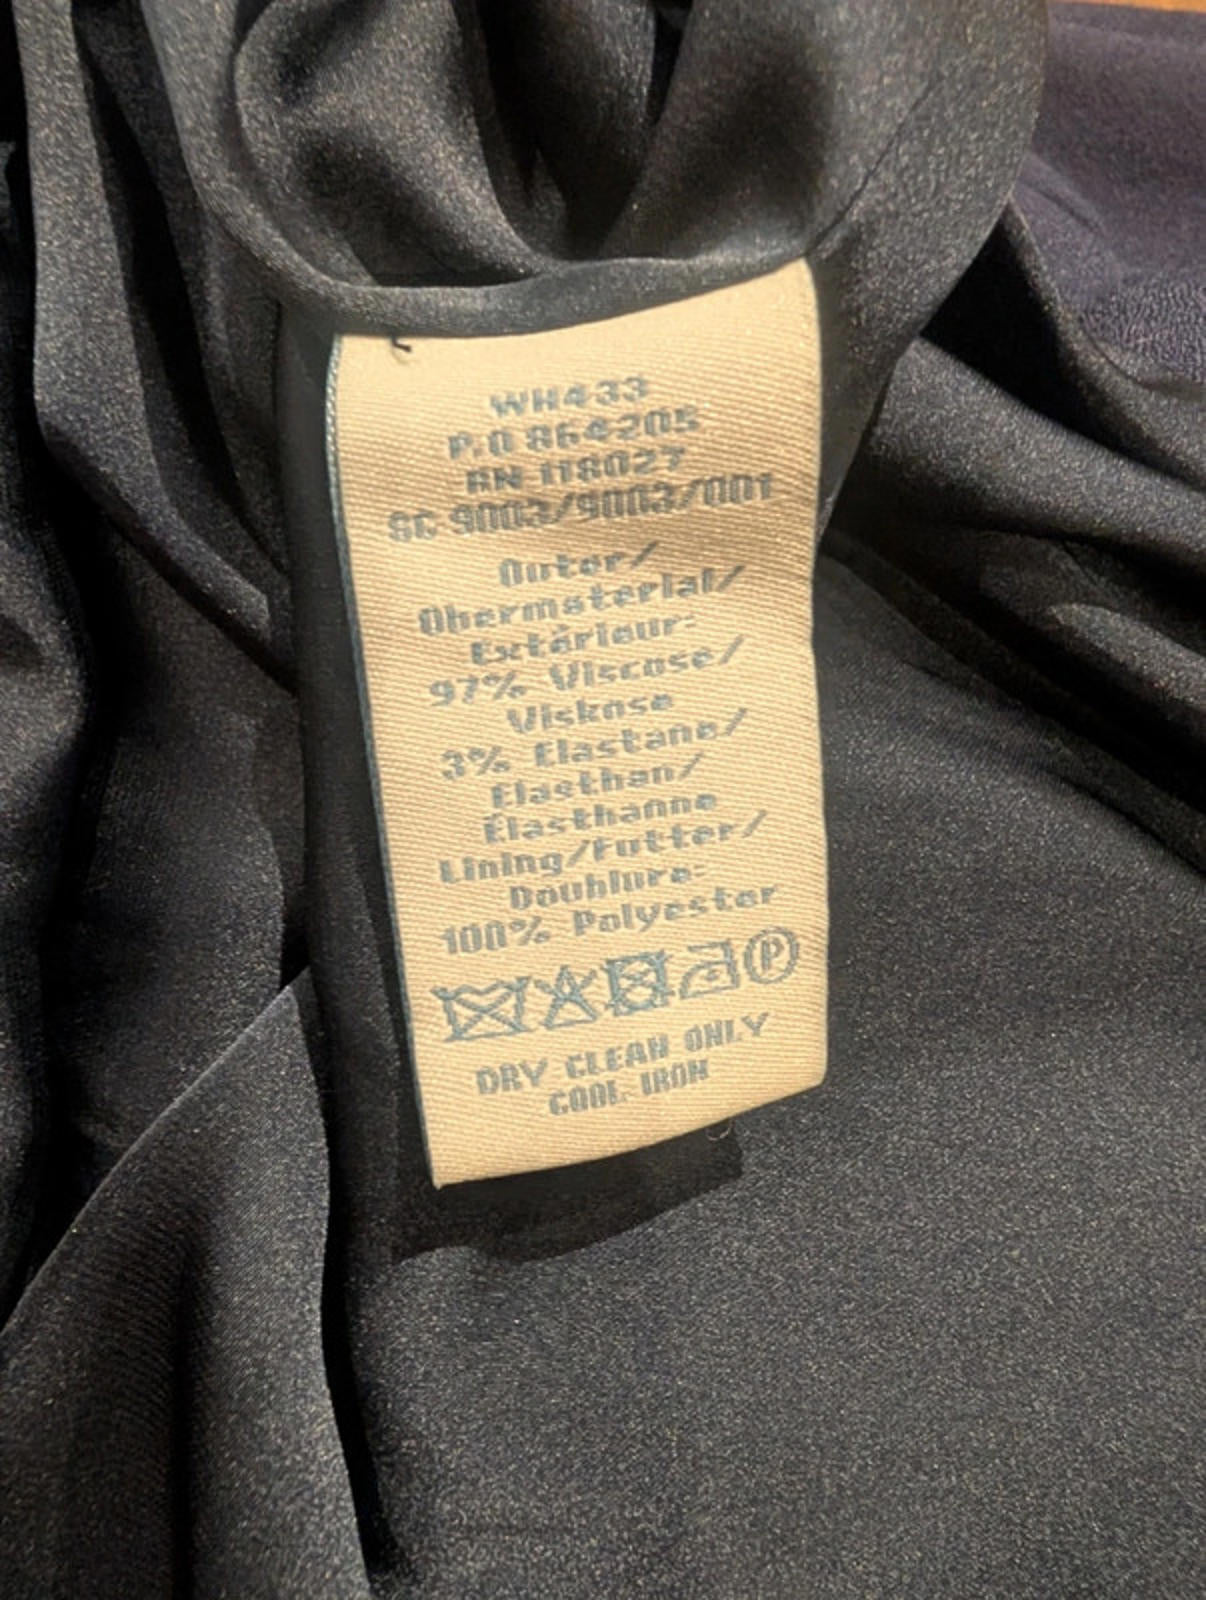 WH433
P.O 864205
RN 118027
SC 9003/9003/001
Outer/
Obermaterial/
Extérieur:
97% Viscose/
Viskose
3% Elastane/
Elasthan/
Élasthanne
Lining/Futter/
Doublure:
100% Polyester
P
DRY CLEAN ONLY
COOL IRON